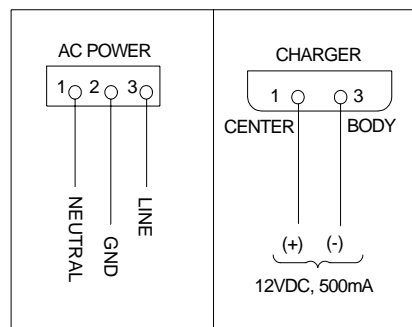 AC POWER
1 2 3
NEUTRAL
GND
LINE
CHARGER
1 3
CENTER BODY
(+) (-)
12VDC, 500mA